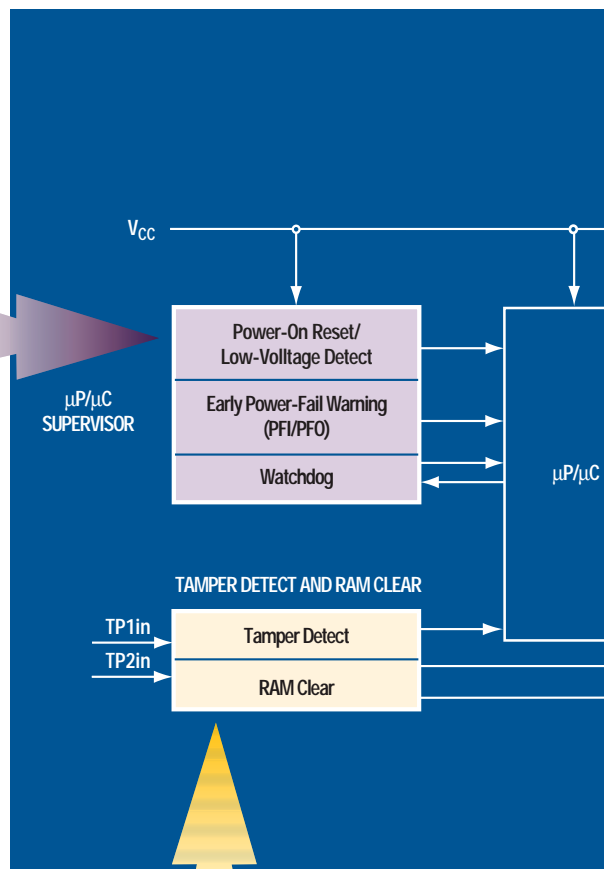 VCC
Power-On Reset/
Low-Volltage Detect
μP/μC
SUPERVISOR
Early Power-Fail Warning
(PFI/PFO)
Watchdog
μP/μC
TAMPER DETECT AND RAM CLEAR
TP1in
Tamper Detect
TP2in
RAM Clear